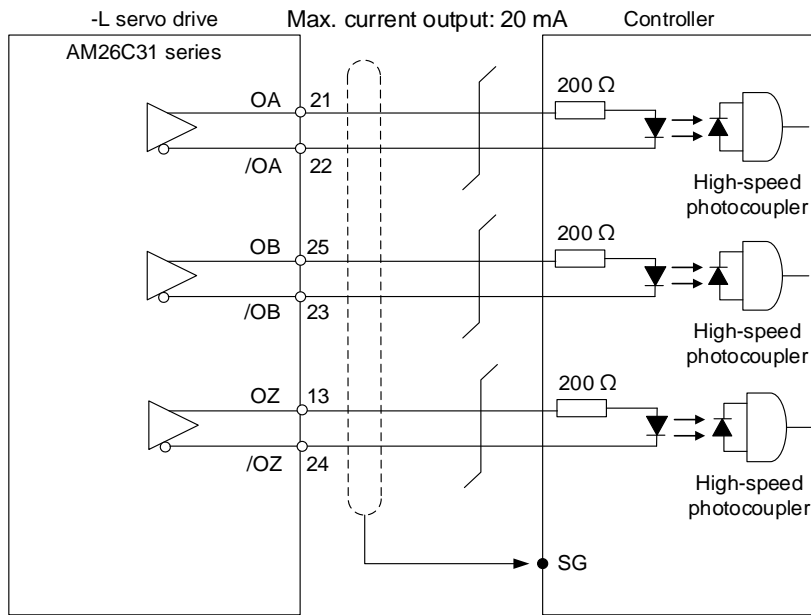 -L servo drive
Max. current output: 20 mA
Controller
AM26C31 series
OA
21
200 Ω
/OA
22
High-speed
photocoupler
OB
25
200 Ω
/OB
23
High-speed
photocoupler
OZ
13
200 Ω
/OZ
24
High-speed
photocoupler
SG